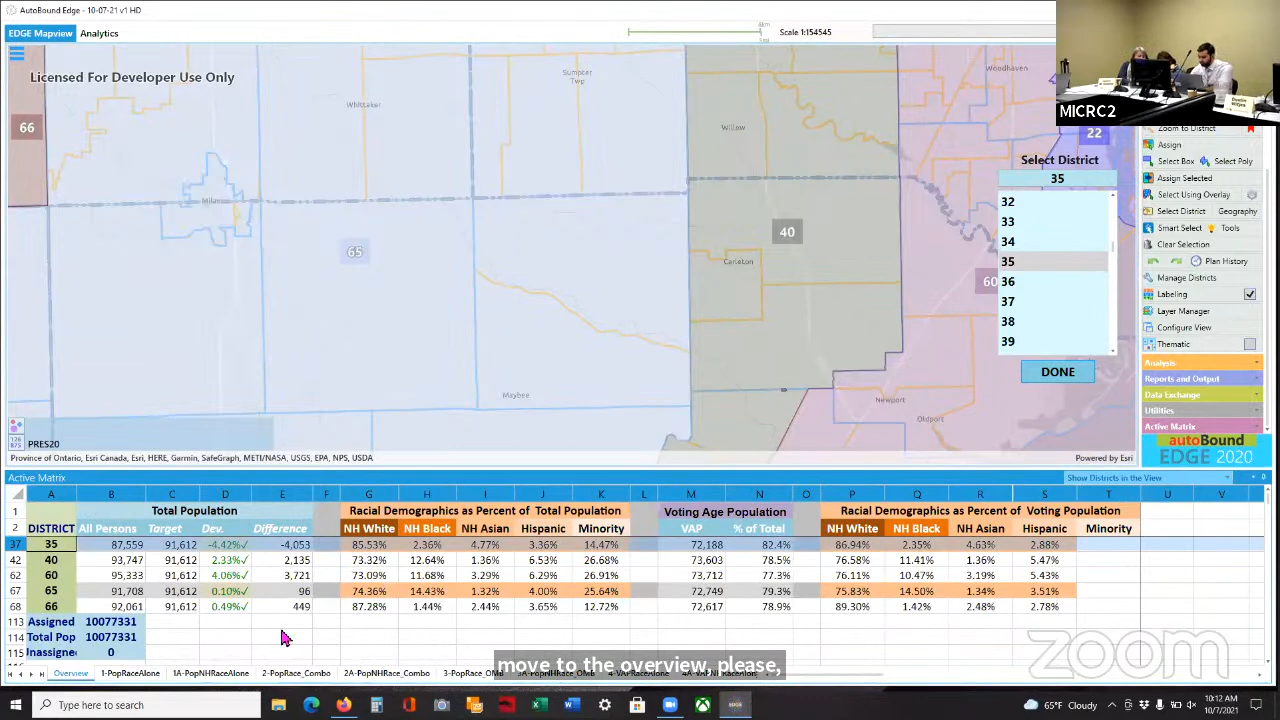 AutoBound Edge - 10-07-21 v1 HD
EDGE Mapview
Analytics
8km
5mi
Scale 1:154545
Licensed For Developer Use Only
MICRC2
Whittaker
Sumpter
Twp
Willow
Woodhaven
Milan
Maybee
Carleton
Newport
Oldport
66
65
40
60
22
PRES20
Province of Ontario, Esri Canada, Esri, HERE, Garmin, SafeGraph, METI/NASA, USGS, EPA, NPS, USDA
Powered by Esri
Select District
35
32
33
34
35
36
37
38
39
DONE
Zoom to District
Assign
Select Box Select Poly
Assign Selected
Select Using Overlay
Select District Geography
Smart Select Tools
Clear Selection
Plan History
Manage Districts
Labeling
Layer Manager
Configure View
Thematic
Analysis
Reports and Output
Data Exchange
Utilities
Active Matrix
autoBound
EDGE 2020
Active Matrix
Show Districts in the View
A B C D E F G H I J K L M N O P Q R S T U V
1 Total Population Racial Demographics as Percent of Total Population Voting Age Population Racial Demographics as Percent of Voting Population
2 DISTRICT All Persons Target Dev. Difference NH White NH Black NH Asian Hispanic Minority VAP % of Total NH White NH Black NH Asian Hispanic Minority
37 35 87,559 91,612 -4.42%✓ -4,053 85.53% 2.36% 4.77% 3.36% 14.47% 72,188 82.4% 86.94% 2.35% 4.63% 2.88%
42 40 93,747 91,612 2.33%✓ 2,135 73.32% 12.64% 1.36% 6.53% 26.68% 73,603 78.5% 76.58% 11.41% 1.36% 5.47%
62 60 95,333 91,612 4.06%✓ 3,721 73.09% 11.68% 3.29% 6.29% 26.91% 73,712 77.3% 76.11% 10.47% 3.19% 5.43%
67 65 91,708 91,612 0.10%✓ 96 74.36% 14.43% 1.32% 4.00% 25.64% 72,749 79.3% 75.83% 14.50% 1.34% 3.51%
68 66 92,061 91,612 0.49%✓ 449 87.28% 1.44% 2.44% 3.65% 12.72% 72,617 78.9% 89.30% 1.42% 2.48% 2.78%
113 Assigned 10077331
114 Total Pop 10077331
115 Unassigned 0
Overview 1-PopRaceAlone 1A-PopNHRaceAlone 2-PopRace_Combo 2A-PopRace_Combo 3-PopRace_OMB 4-VAPRaceAlone 4A-VAPNHRaceAlon
move to the overview, please,
zoom
Type here to search
65°F
10:12 AM
10/7/2021
EDGE